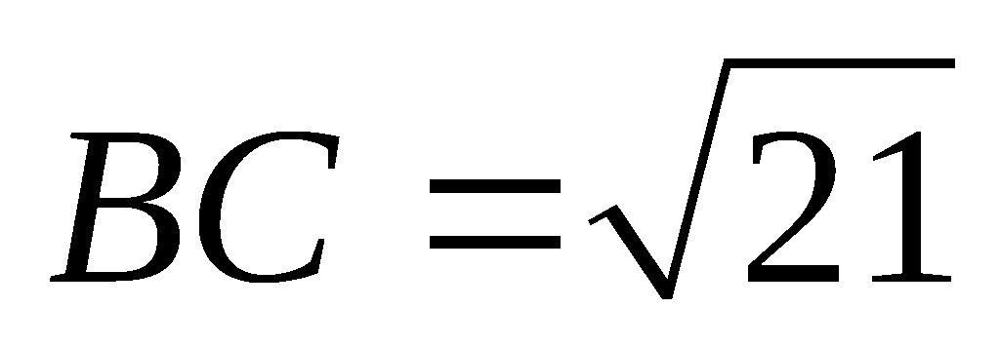 BC = √21